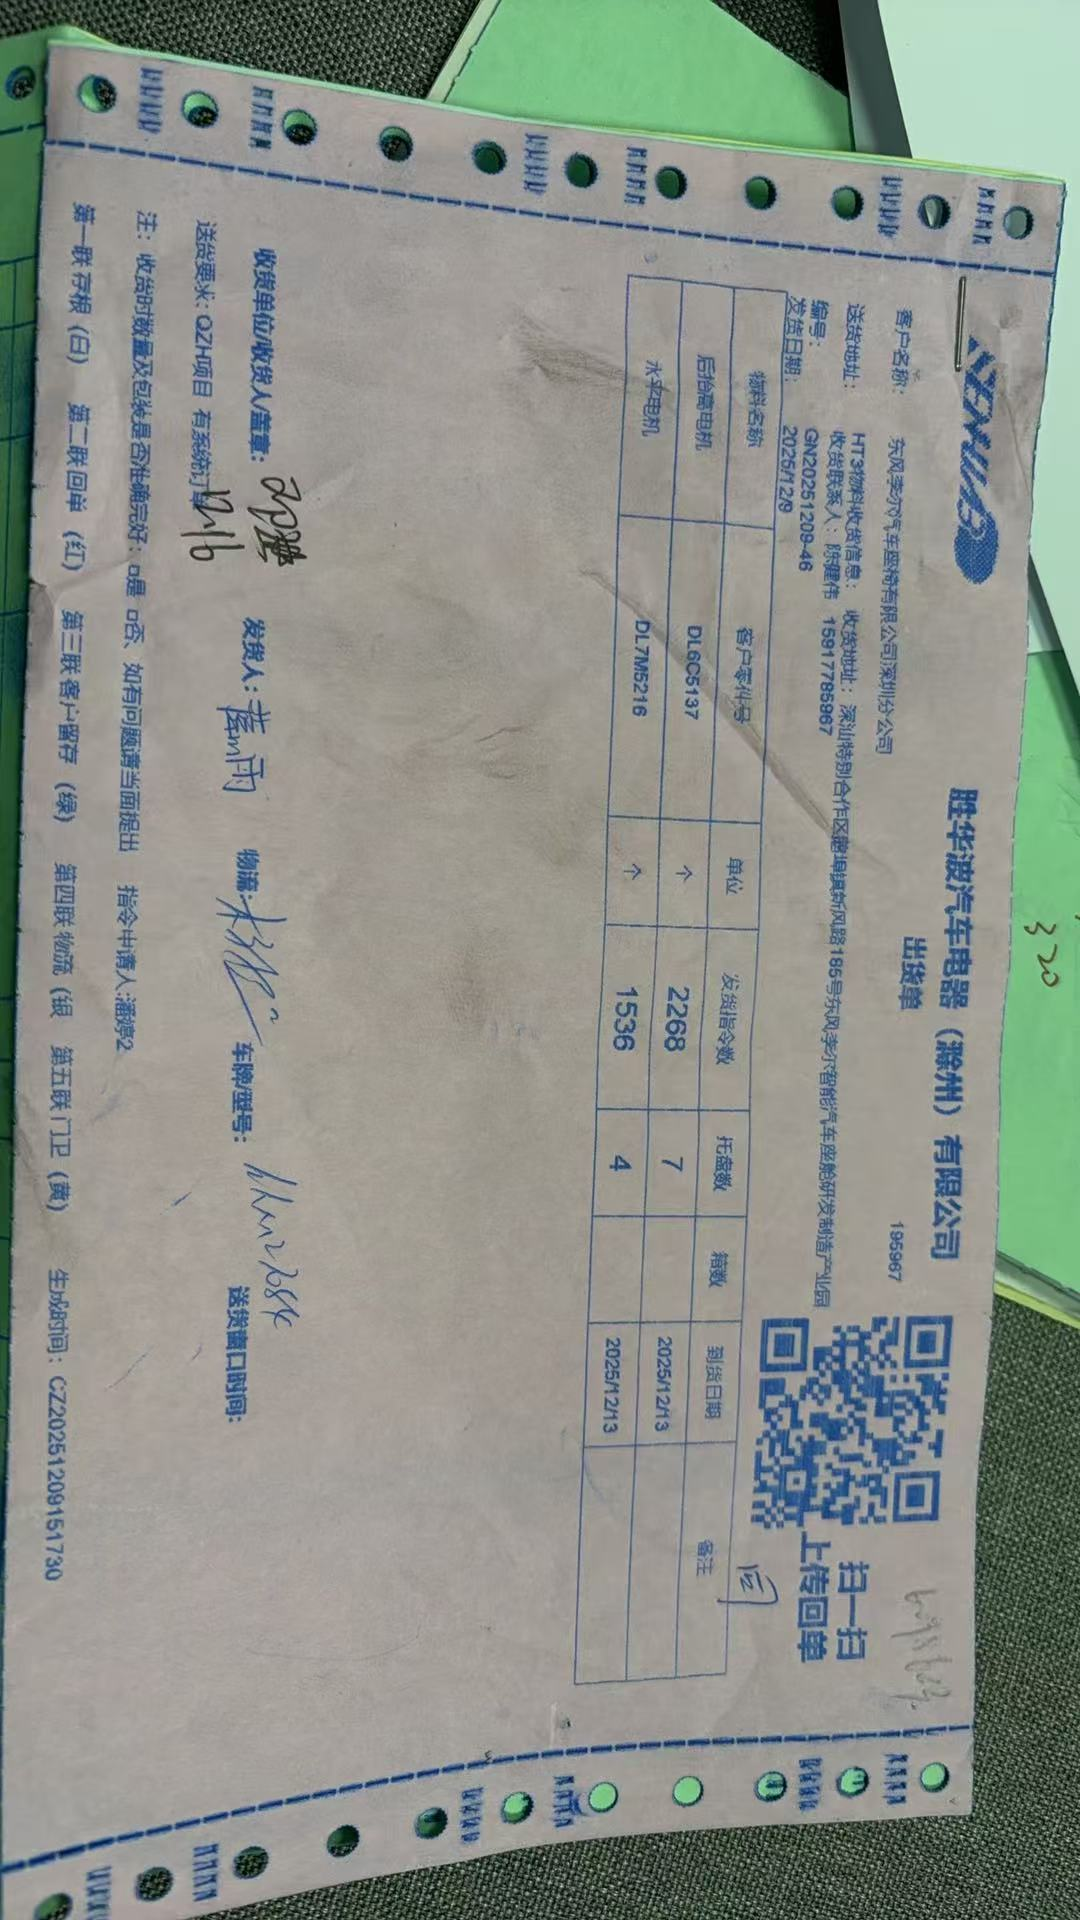 SENHUAB
胜华波汽车电器（滁州）有限公司
出货单
195967
扫一扫
上传回单
客户名称： 东风李尔汽车座椅有限公司深圳分公司
送货地址： HT3物料收货信息： 收货地址：深汕特别合作区鹅埠镇新风路185号东风李尔智能汽车座舱研发制造产业园
收货联系人：陈健伟 15917785967
编号： GN20251209-46
发货日期： 2025/12/9
回
物料名称 客户零件号 单位 发货指令数 托盘数 箱数 到货日期 备注
后抬高电机 DL6C5137 个 2268 7 2025/12/13
水平电机 DL7M5216 个 1536 4 2025/12/13
收货单位/收货人/盖章： 发货人： 物流： 车牌/型号： 送货窗口时间：
12/16
送货要求：QZH项目 有系统订单
注：收货时数量及包装是否准确完好：□是 □否、如有问题请当面提出 指令申请人:潘婷2
第一联 存根（白） 第二联 回单（红） 第三联 客户留存（绿） 第四联 物流（银 第五联 门卫（黄） 生成时间：CZ20251209151730
320